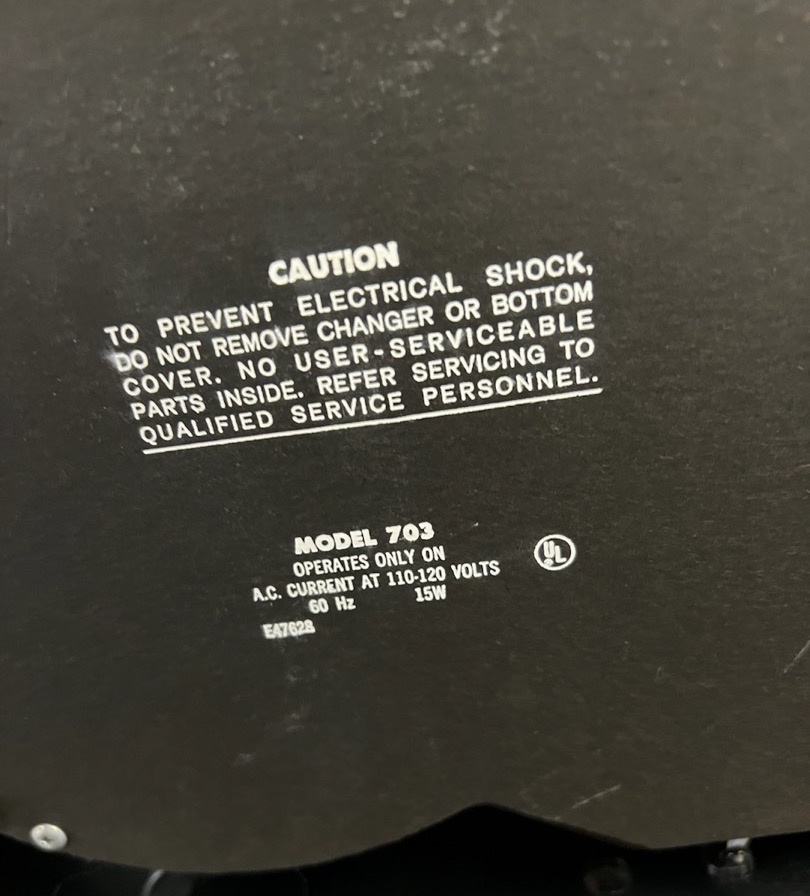 CAUTION
TO PREVENT ELECTRICAL SHOCK,
DO NOT REMOVE CHANGER OR BOTTOM
COVER. NO USER-SERVICEABLE
PARTS INSIDE. REFER SERVICING TO
QUALIFIED SERVICE PERSONNEL.
MODEL 703
OPERATES ONLY ON
A.C. CURRENT AT 110-120 VOLTS
60 Hz 15W
EA7628
UL